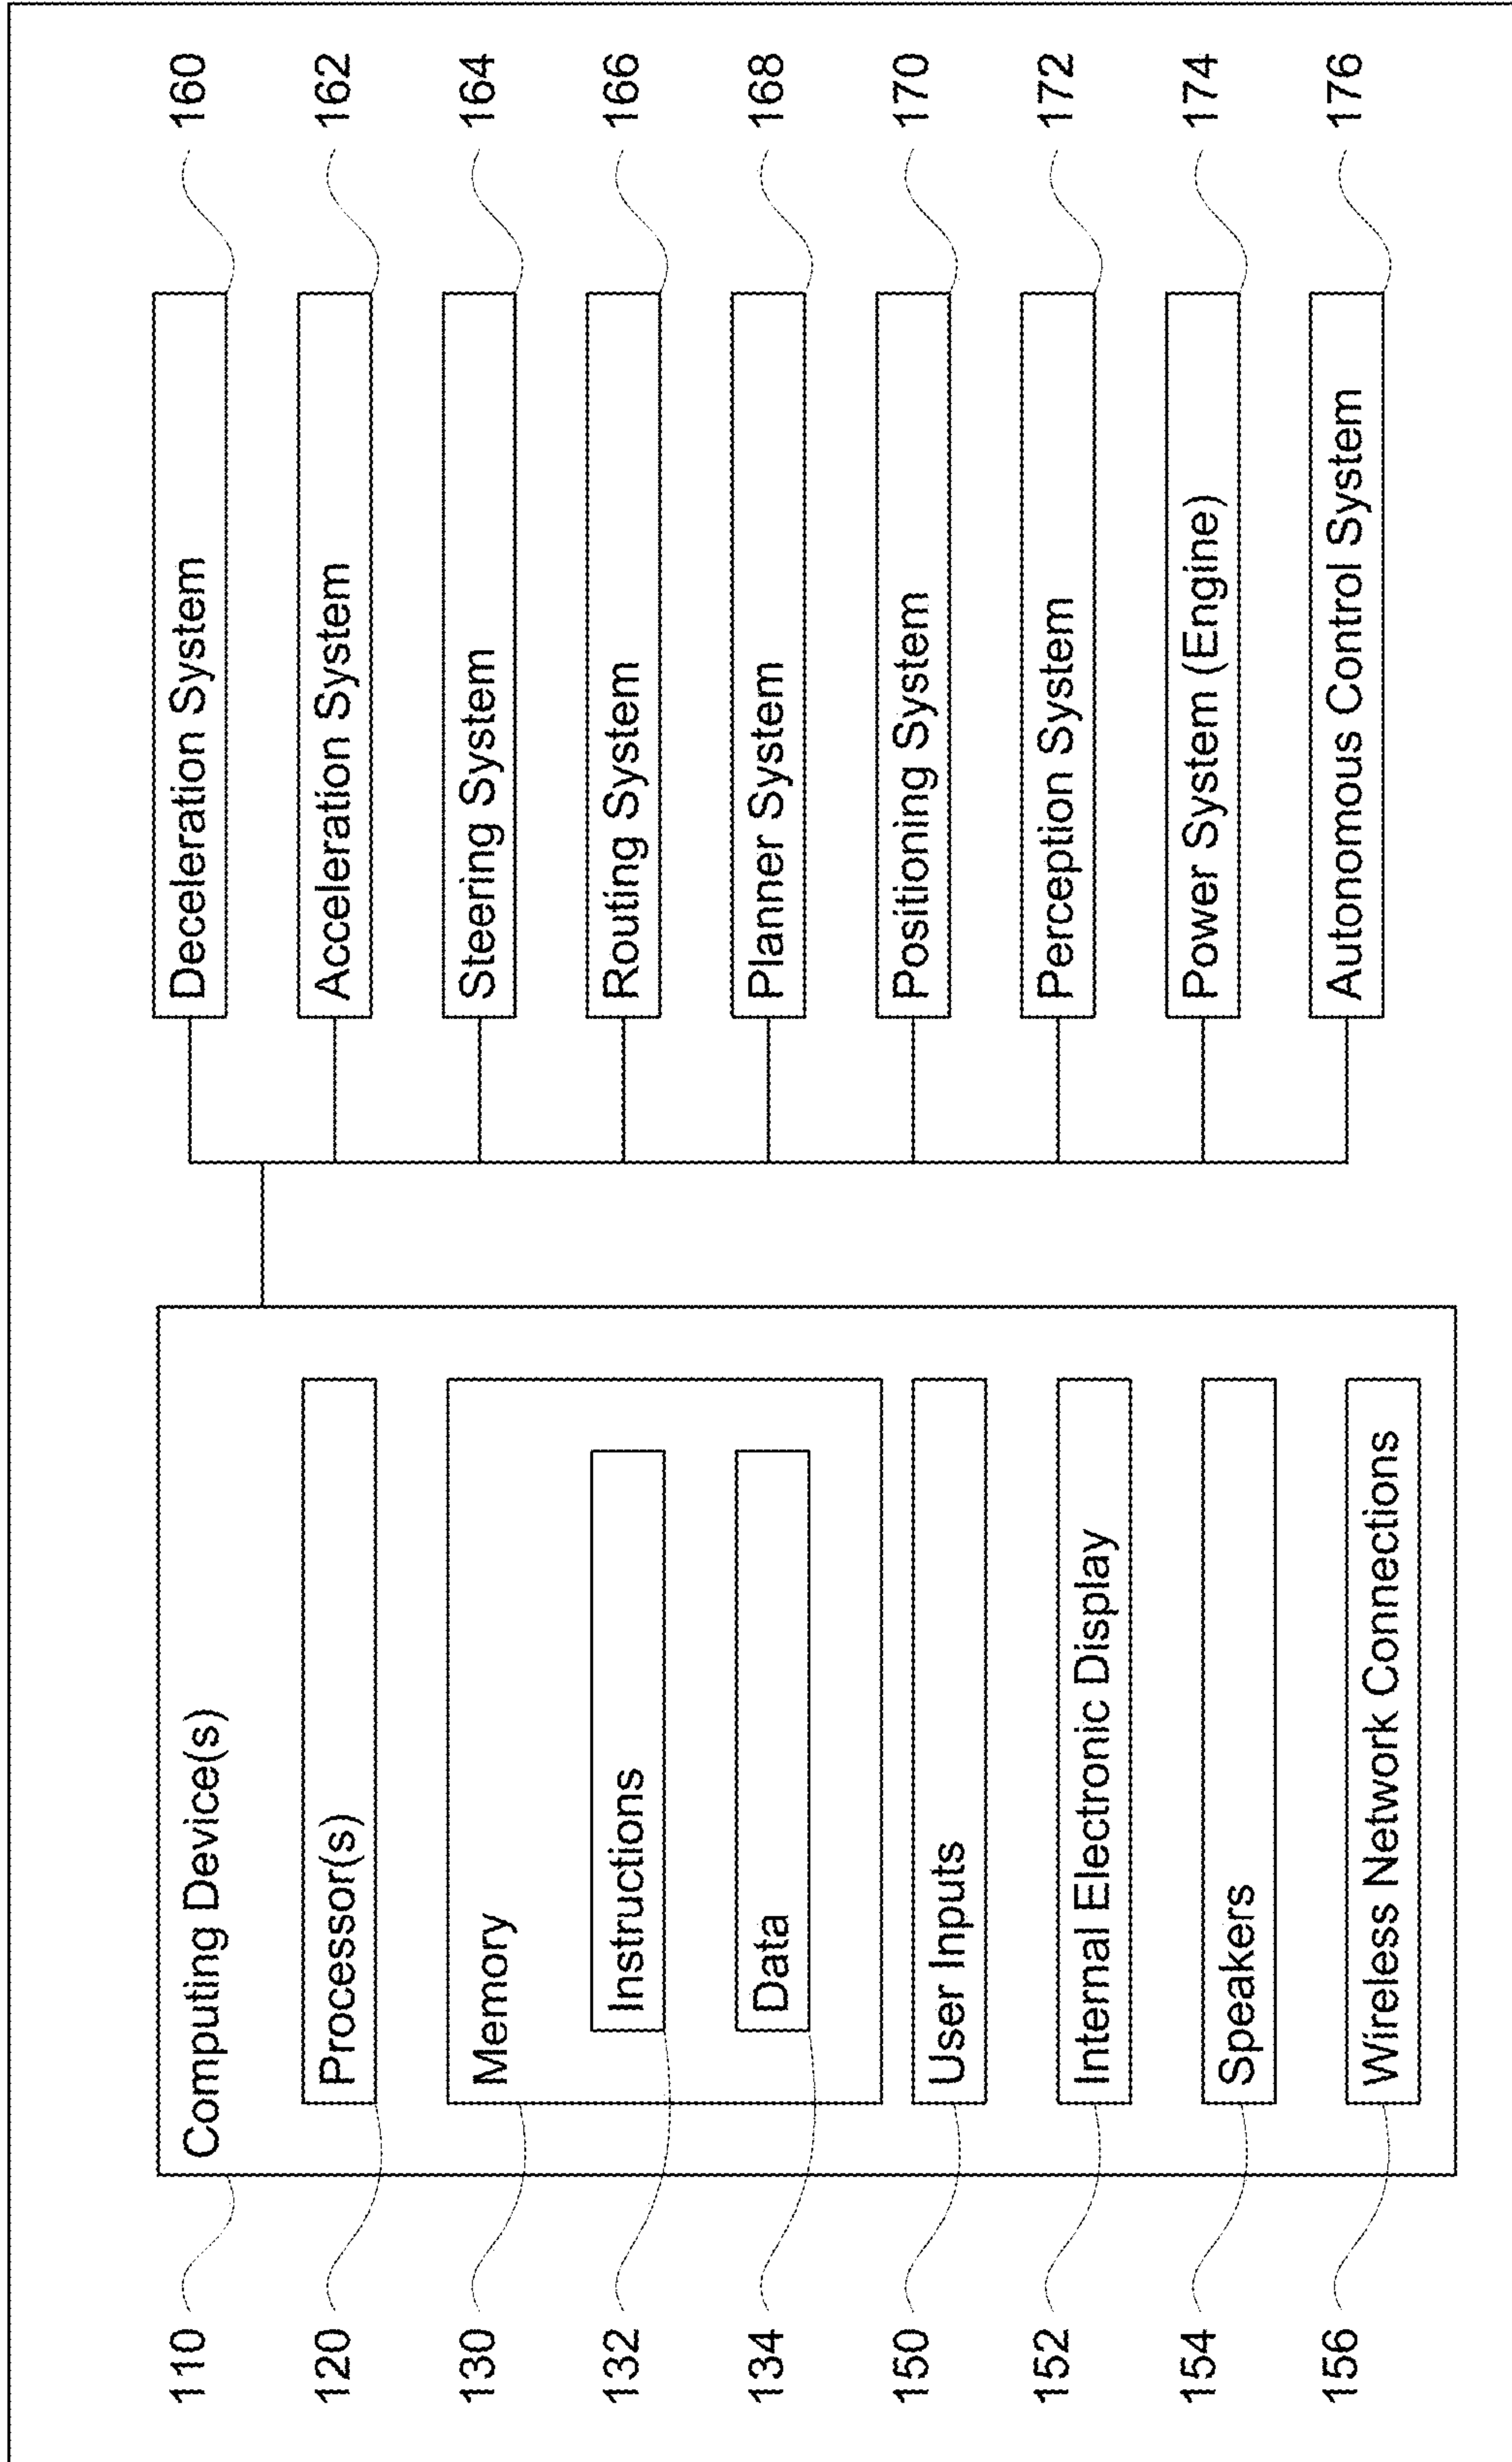 110
Computing Device(s)
120
Processor(s)
130
Memory
132
Instructions
134
Data
150
User Inputs
152
Internal Electronic Display
154
Speakers
156
Wireless Network Connections
Deceleration System
160
Acceleration System
162
Steering System
164
Routing System
166
Planner System
168
Positioning System
170
Perception System
172
Power System (Engine)
174
Autonomous Control System
176